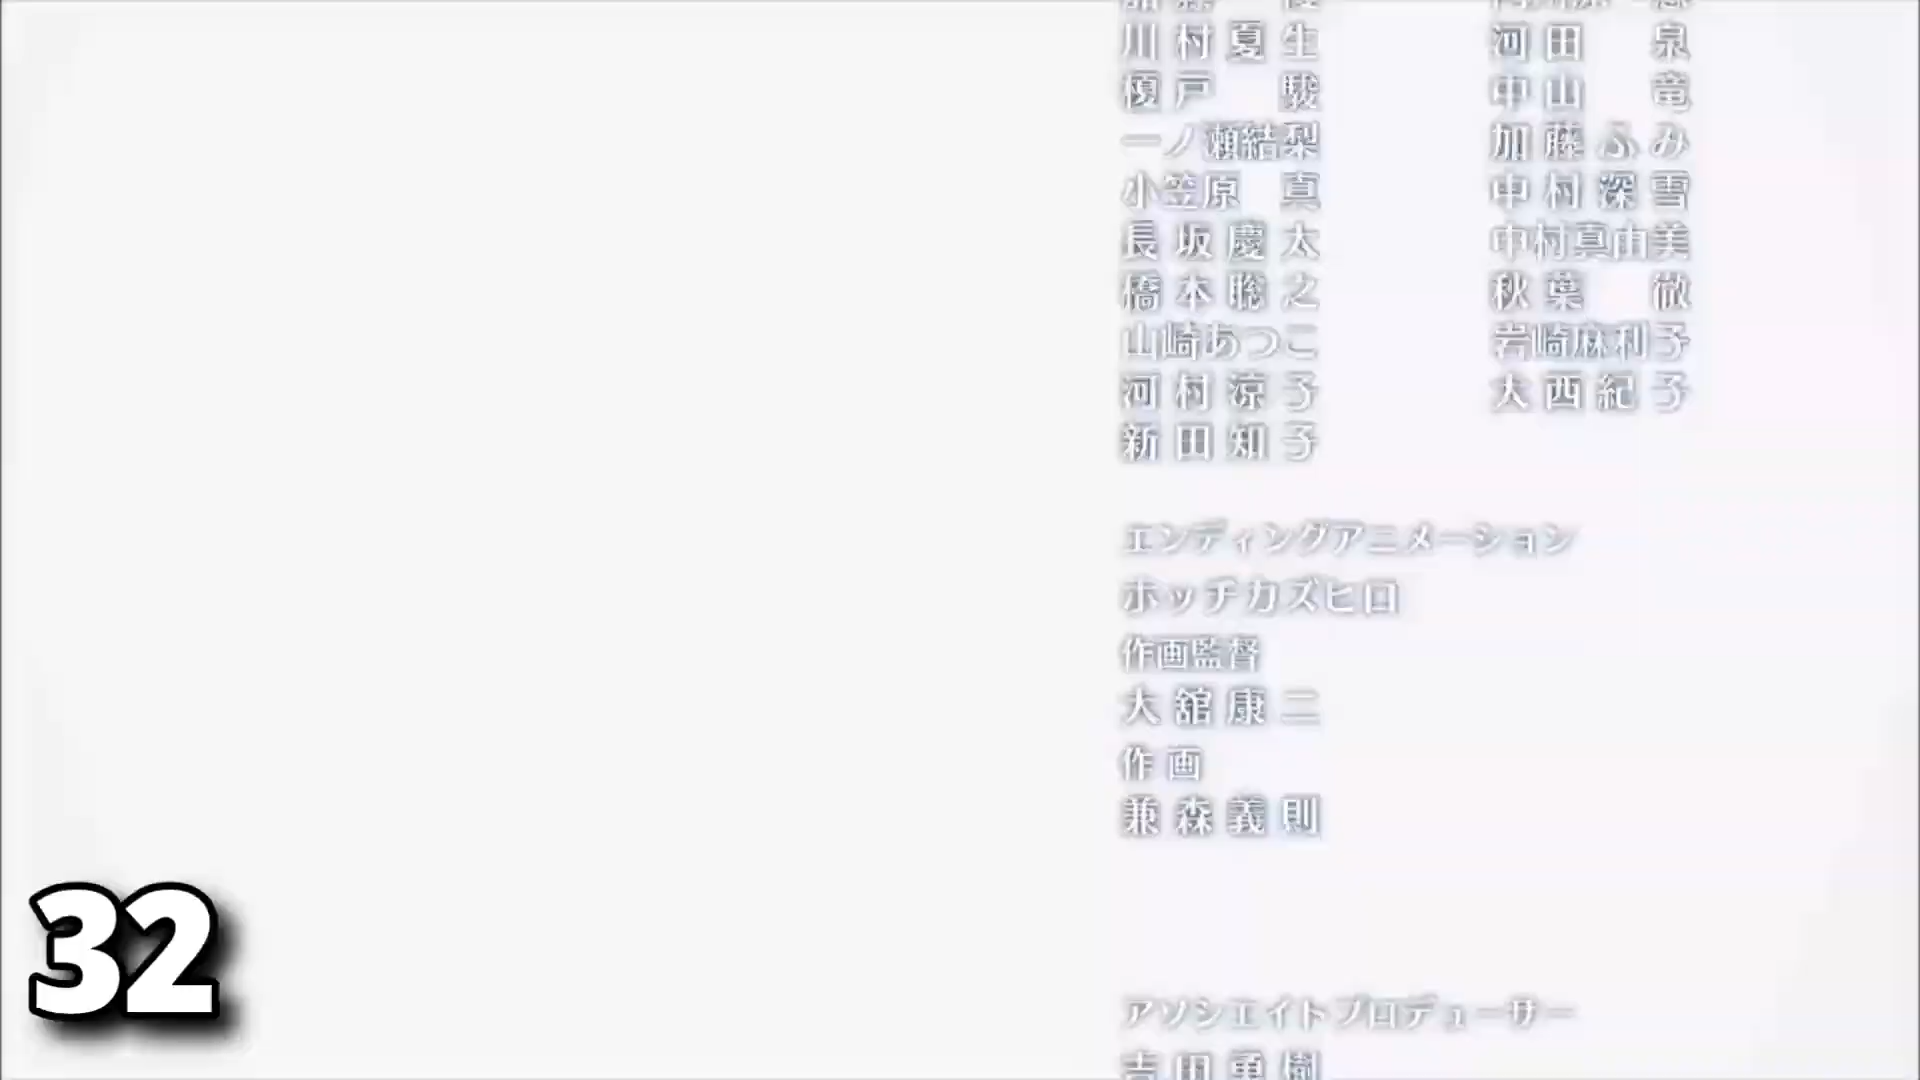 川村夏生
河田 泉
榎戸 駿
中山 竜
一ノ瀬結梨
加藤ふみ
小笠原 真
中村深雪
長坂慶太
中村真由美
橋本聡之
秋葉 徹
山崎あつこ
岩崎麻利子
河村涼子
大西紀子
新田知子
エンディングアニメーション
ホッチカズヒロ
作画監督
大舘康二
作画
兼森義則
32
アソシエイトプロデューサー